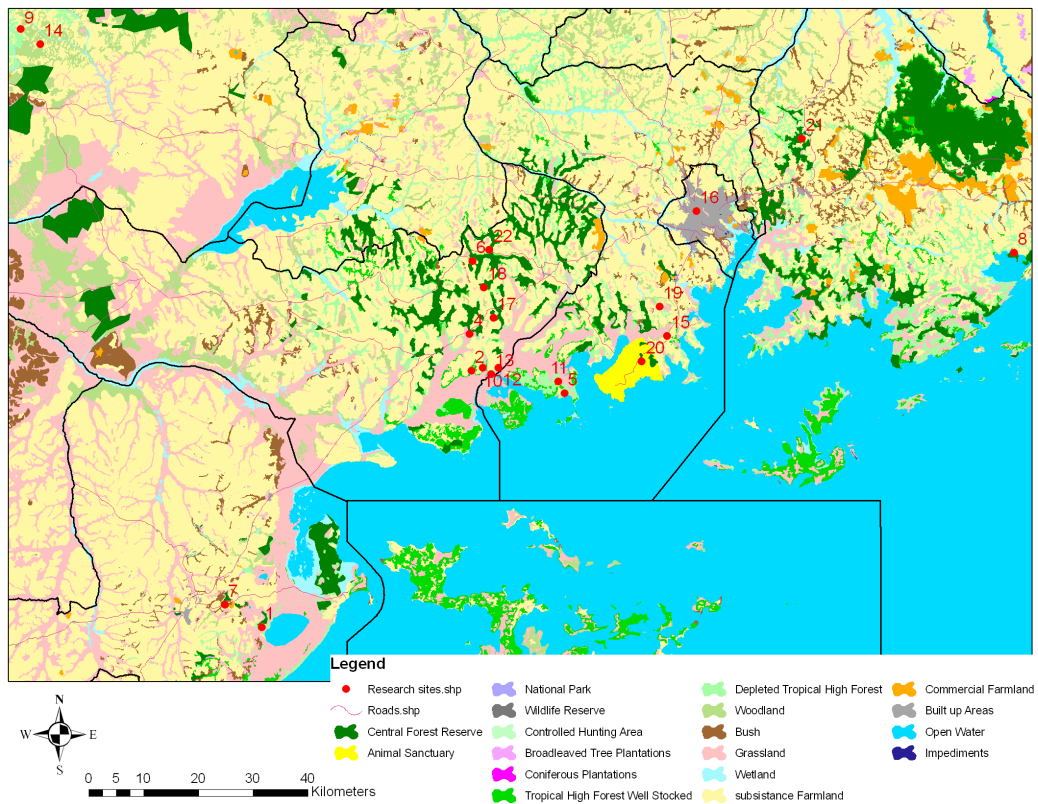 9
14
21
16
8
22
6
18
19
17
4
15
20
2
13
11
10 12
5
7
1
Legend
Research sites.shp
Roads.shp
Central Forest Reserve
Animal Sanctuary
National Park
Wildlife Reserve
Controlled Hunting Area
Broadleaved Tree Plantations
Coniferous Plantations
Tropical High Forest Well Stocked
Depleted Tropical High Forest
Woodland
Bush
Grassland
Wetland
subsistance Farmland
Commercial Farmland
Built up Areas
Open Water
Impediments
N
W E
S
0 5 10 20 30 40
Kilometers